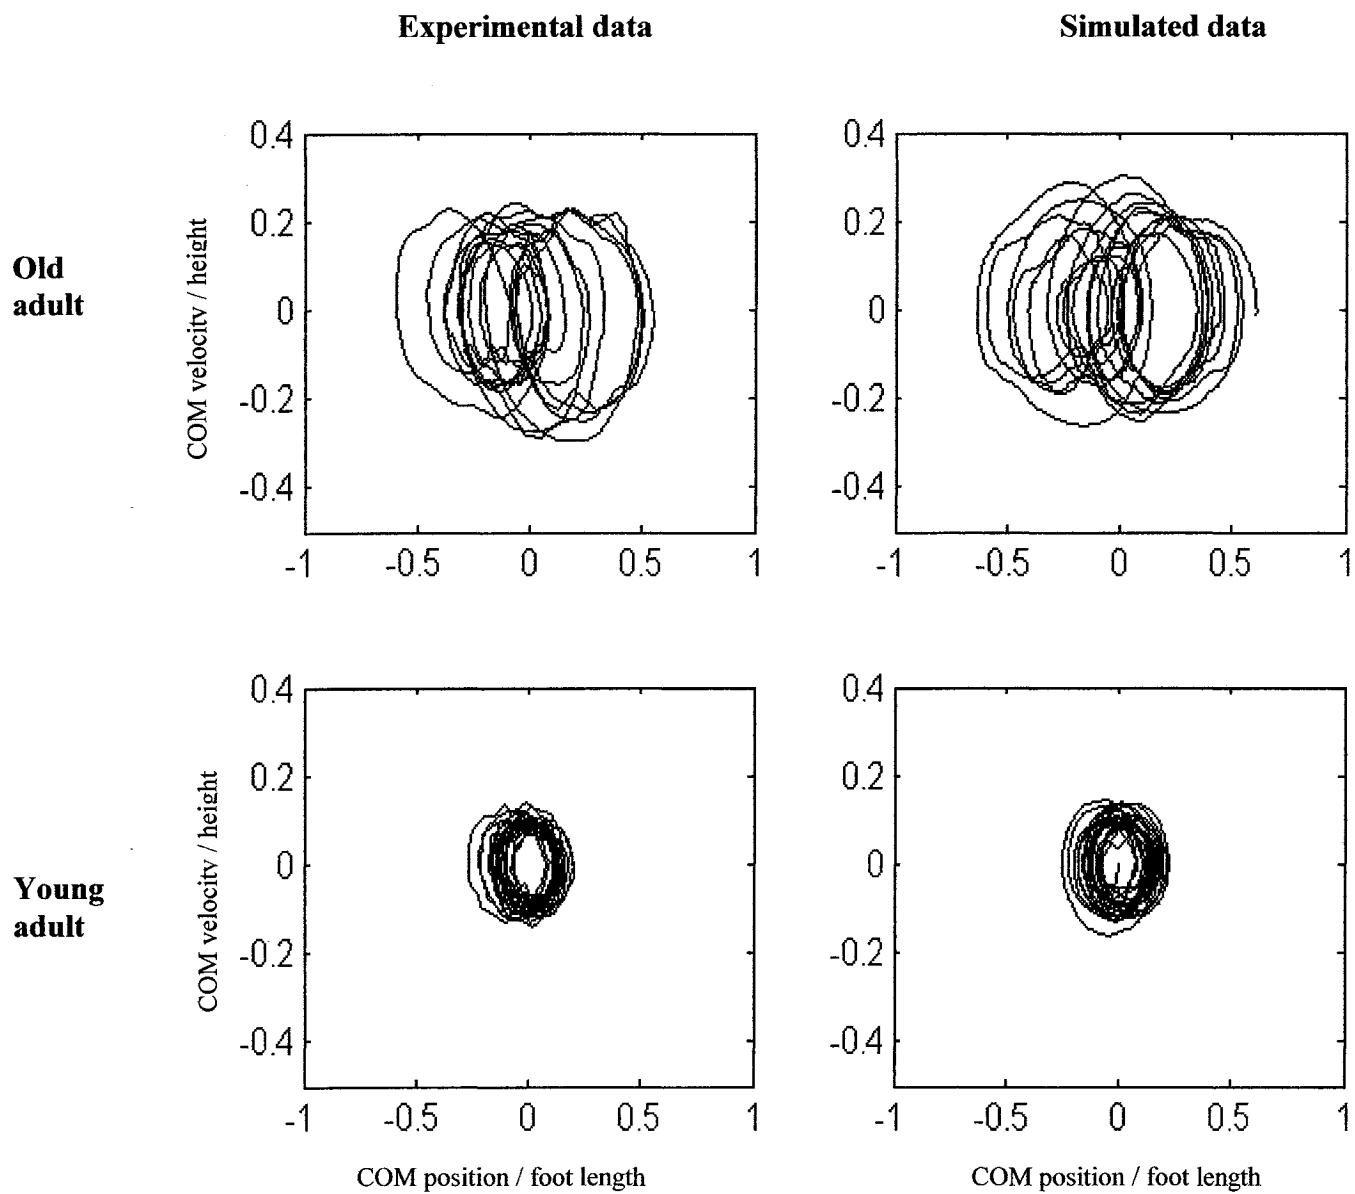 Experimental data Simulated data
0.4 0.4
0.2 0.2
Old
adult
COM velocity / height
0 0
-0.2 -0.2
-0.4 -0.4
-1 -0.5 0 0.5 1 -1 -0.5 0 0.5 1
0.4 0.4
0.2 0.2
Young
adult
COM velocity / height
0 0
-0.2 -0.2
-0.4 -0.4
-1 -0.5 0 0.5 1 -1 -0.5 0 0.5 1
COM position / foot length COM position / foot length